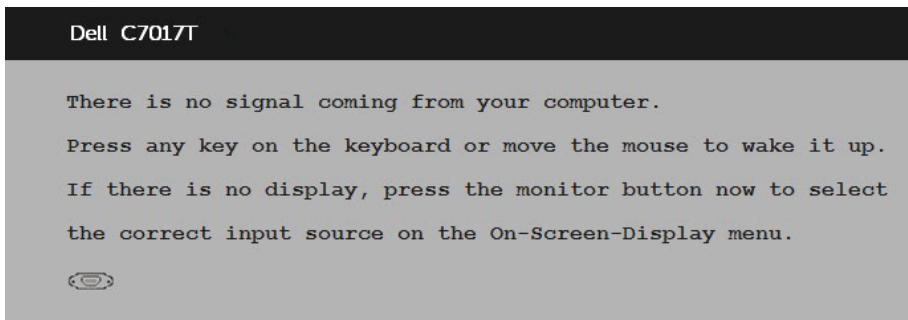 Dell C7017T
There is no signal coming from your computer.
Press any key on the keyboard or move the mouse to wake it up.
If there is no display, press the monitor button now to select
the correct input source on the On-Screen-Display menu.